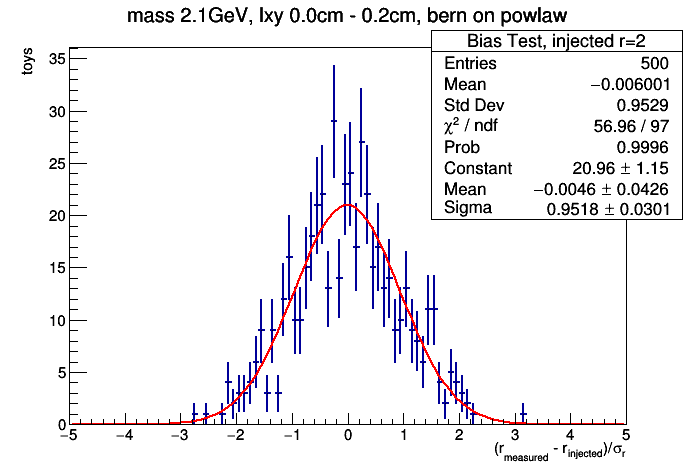 mass 2.1GeV, lxy 0.0cm - 0.2cm, bern on powlaw
toys
Bias Test, injected r=2
Entries 500
Mean −0.006001
Std Dev 0.9529
χ² / ndf 56.96 / 97
Prob 0.9996
Constant 20.96 ± 1.15
Mean −0.0046 ± 0.0426
Sigma 0.9518 ± 0.0301
35
30
25
20
15
10
5
0
−5 −4 −3 −2 −1 0 1 2 3 4 5
(r_measured - r_injected)/σ_r